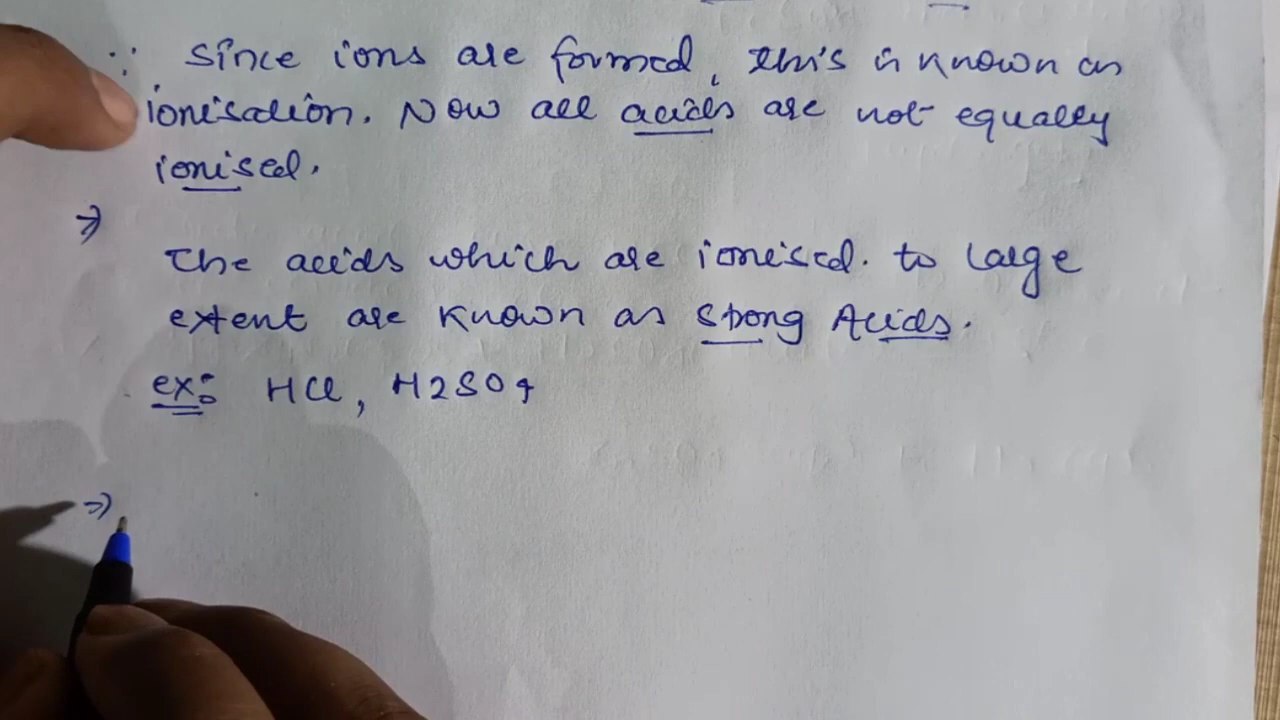 ∵ Since ions are formed, this is known as
ionisation. Now all acids are not equally
ionised.
⇒
The acids which are ionised. to large
extent are known as Strong Acids.
ex: HCl, H2SO4
⇒